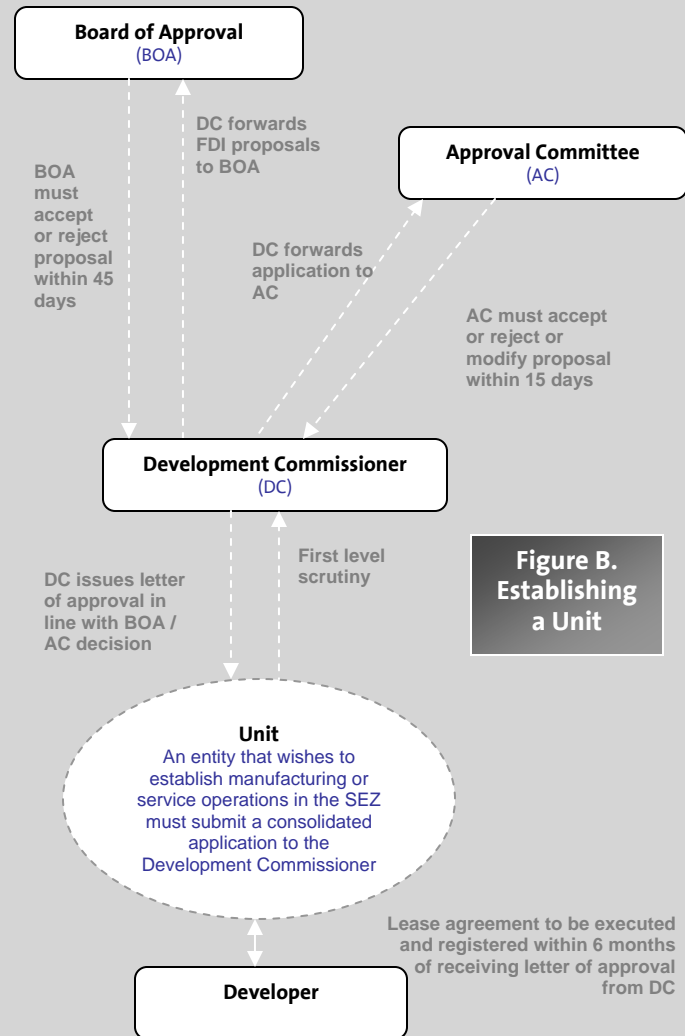 Board of Approval
(BOA)
DC forwards
FDI proposals
to BOA
Approval Committee
(AC)
BOA
must
accept
or reject
proposal
within 45
days
DC forwards
application to
AC
AC must accept
or reject or
modify proposal
within 15 days
Development Commissioner
(DC)
First level
scrutiny
Figure B.
Establishing
a Unit
DC issues letter
of approval in
line with BOA /
AC decision
Unit
An entity that wishes to
establish manufacturing or
service operations in the SEZ
must submit a consolidated
application to the
Development Commissioner
Lease agreement to be executed
and registered within 6 months
of receiving letter of approval
from DC
Developer